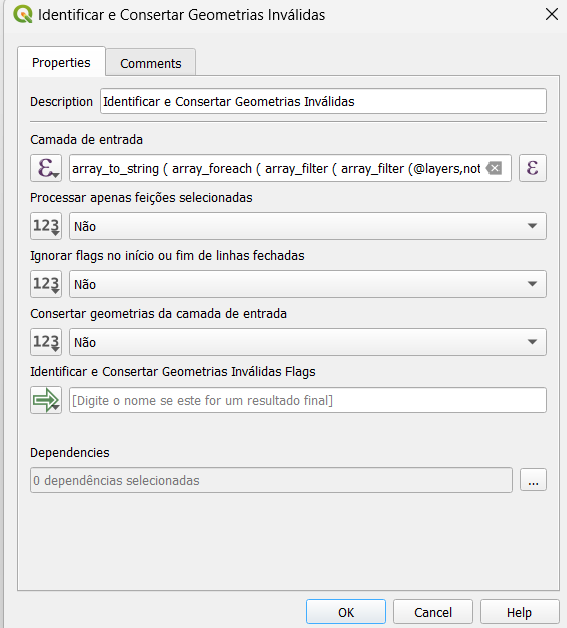 Identificar e Consertar Geometrias Inválidas
Properties
Comments
Description
Identificar e Consertar Geometrias Inválidas
Camada de entrada
ε
array_to_string ( array_foreach ( array_filter ( array_filter (@layers,not
ε
Processar apenas feições selecionadas
123
Não
Ignorar flags no início ou fim de linhas fechadas
123
Não
Consertar geometrias da camada de entrada
123
Não
Identificar e Consertar Geometrias Inválidas Flags
[Digite o nome se este for um resultado final]
Dependencies
0 dependências selecionadas
...
OK
Cancel
Help